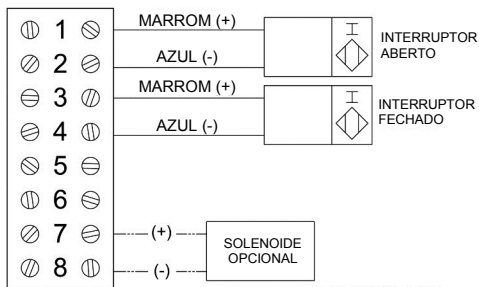 1 MARROM (+)
INTERRUPTOR
ABERTO
2 AZUL (-)
3 MARROM (+)
INTERRUPTOR
FECHADO
4 AZUL (-)
5
6
7 (+)
SOLENOIDE
OPCIONAL
8 (-)